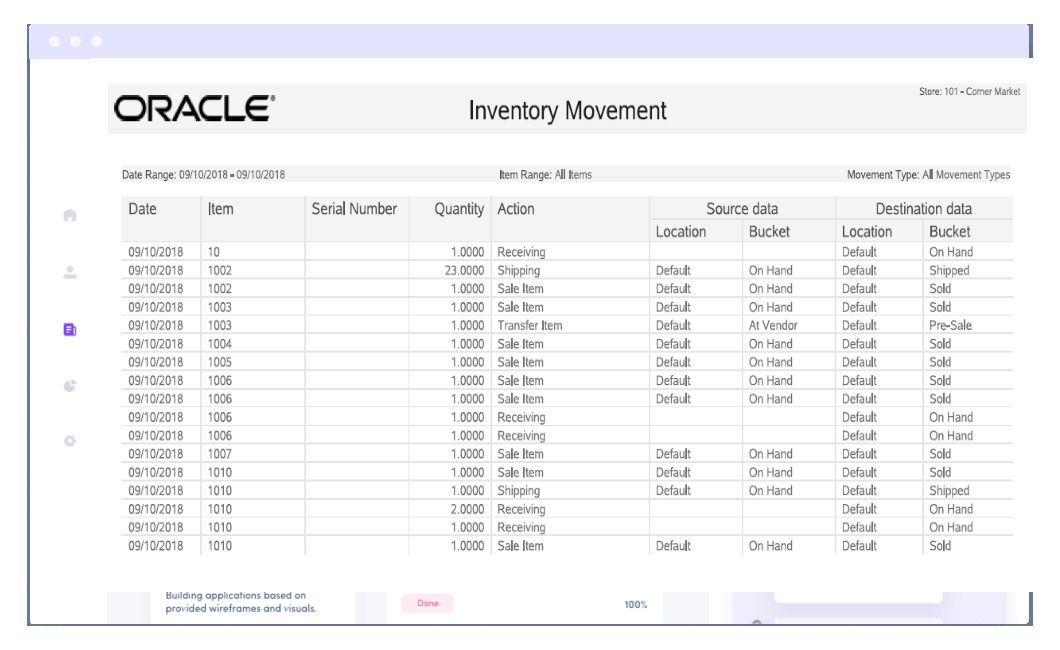 Store: 101 - Corner Market
ORACLE® Inventory Movement
Date Range: 09/10/2018 - 09/10/2018 Item Range: All Items Movement Type: All Movement Types
Date Item Serial Number Quantity Action Source data Destination data
Location Bucket Location Bucket
09/10/2018 10 1.0000 Receiving Default On Hand
09/10/2018 1002 23.0000 Shipping Default On Hand Default Shipped
09/10/2018 1002 1.0000 Sale Item Default On Hand Default Sold
09/10/2018 1003 1.0000 Sale Item Default On Hand Default Sold
09/10/2018 1003 1.0000 Transfer Item Default At Vendor Default Pre-Sale
09/10/2018 1004 1.0000 Sale Item Default On Hand Default Sold
09/10/2018 1005 1.0000 Sale Item Default On Hand Default Sold
09/10/2018 1006 1.0000 Sale Item Default On Hand Default Sold
09/10/2018 1006 1.0000 Sale Item Default On Hand Default Sold
09/10/2018 1006 1.0000 Receiving Default On Hand
09/10/2018 1006 1.0000 Receiving Default On Hand
09/10/2018 1007 1.0000 Sale Item Default On Hand Default Sold
09/10/2018 1010 1.0000 Sale Item Default On Hand Default Sold
09/10/2018 1010 1.0000 Shipping Default On Hand Default Shipped
09/10/2018 1010 2.0000 Receiving Default On Hand
09/10/2018 1010 1.0000 Receiving Default On Hand
09/10/2018 1010 1.0000 Sale Item Default On Hand Default Sold
Building applications based on
provided wireframes and visuals.
Done 100%